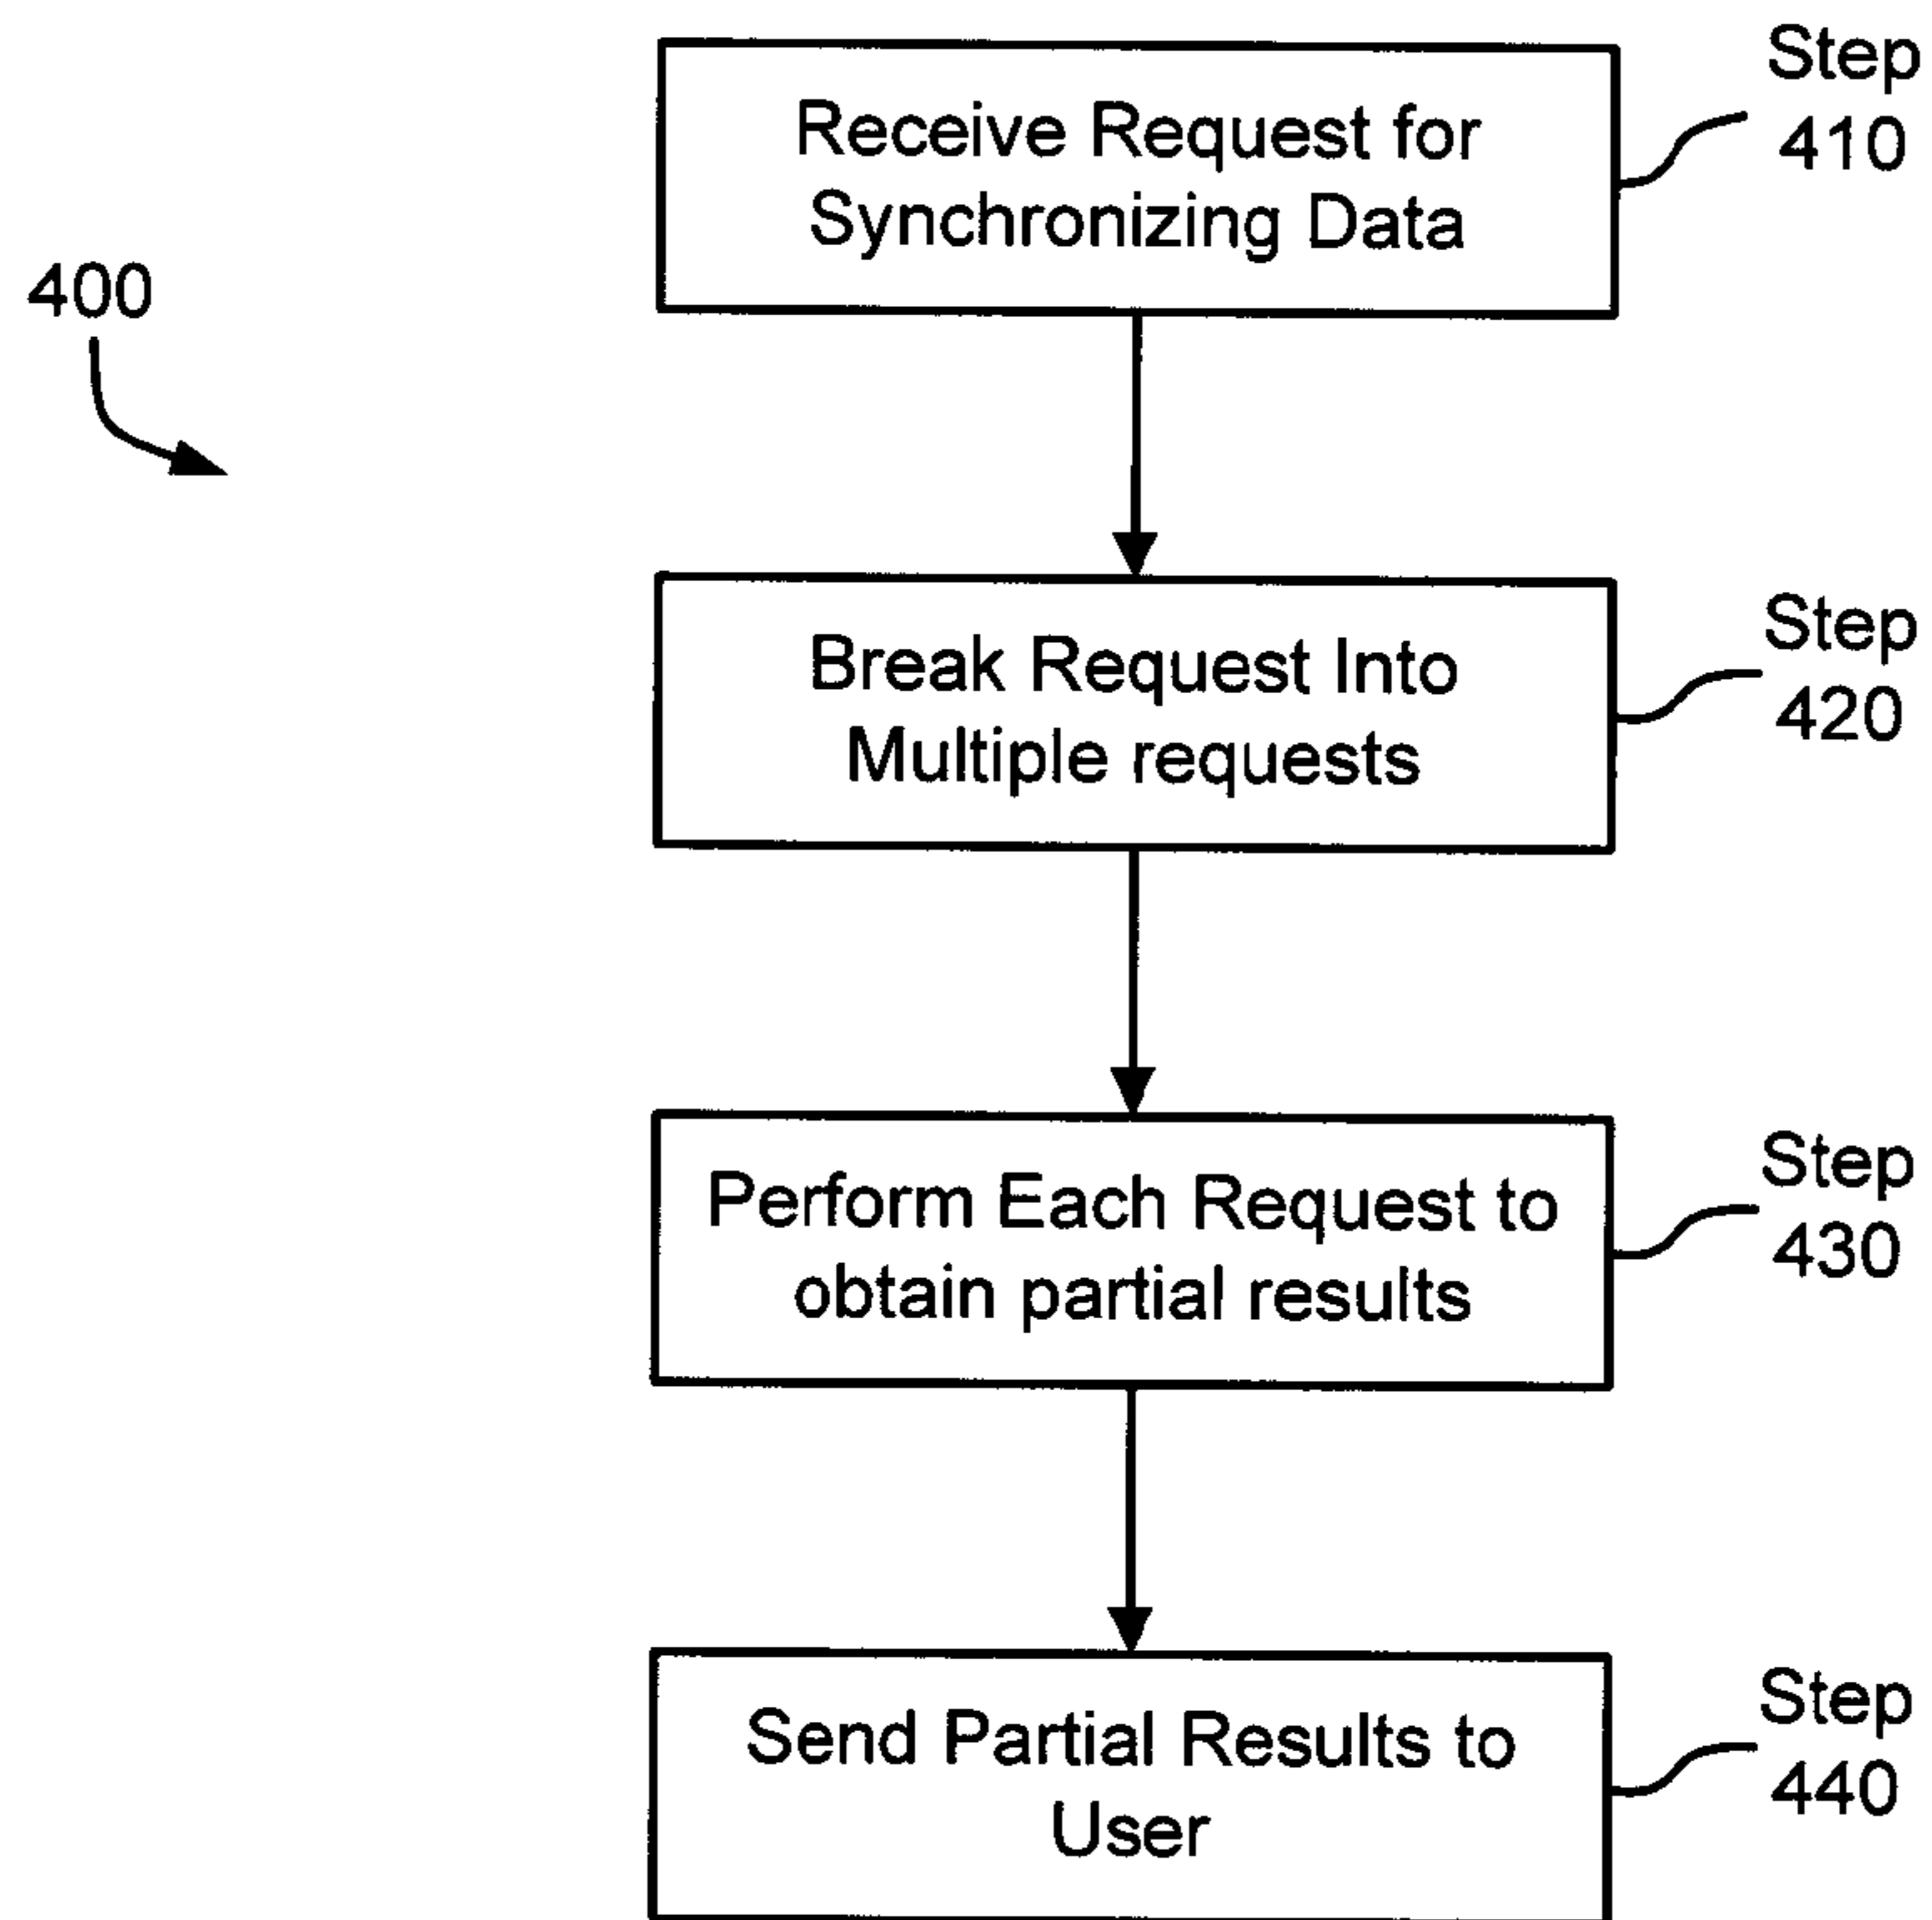 Receive Request for
Synchronizing Data
Step
410
400
Break Request Into
Multiple requests
Step
420
Perform Each Request to
obtain partial results
Step
430
Send Partial Results to
User
Step
440